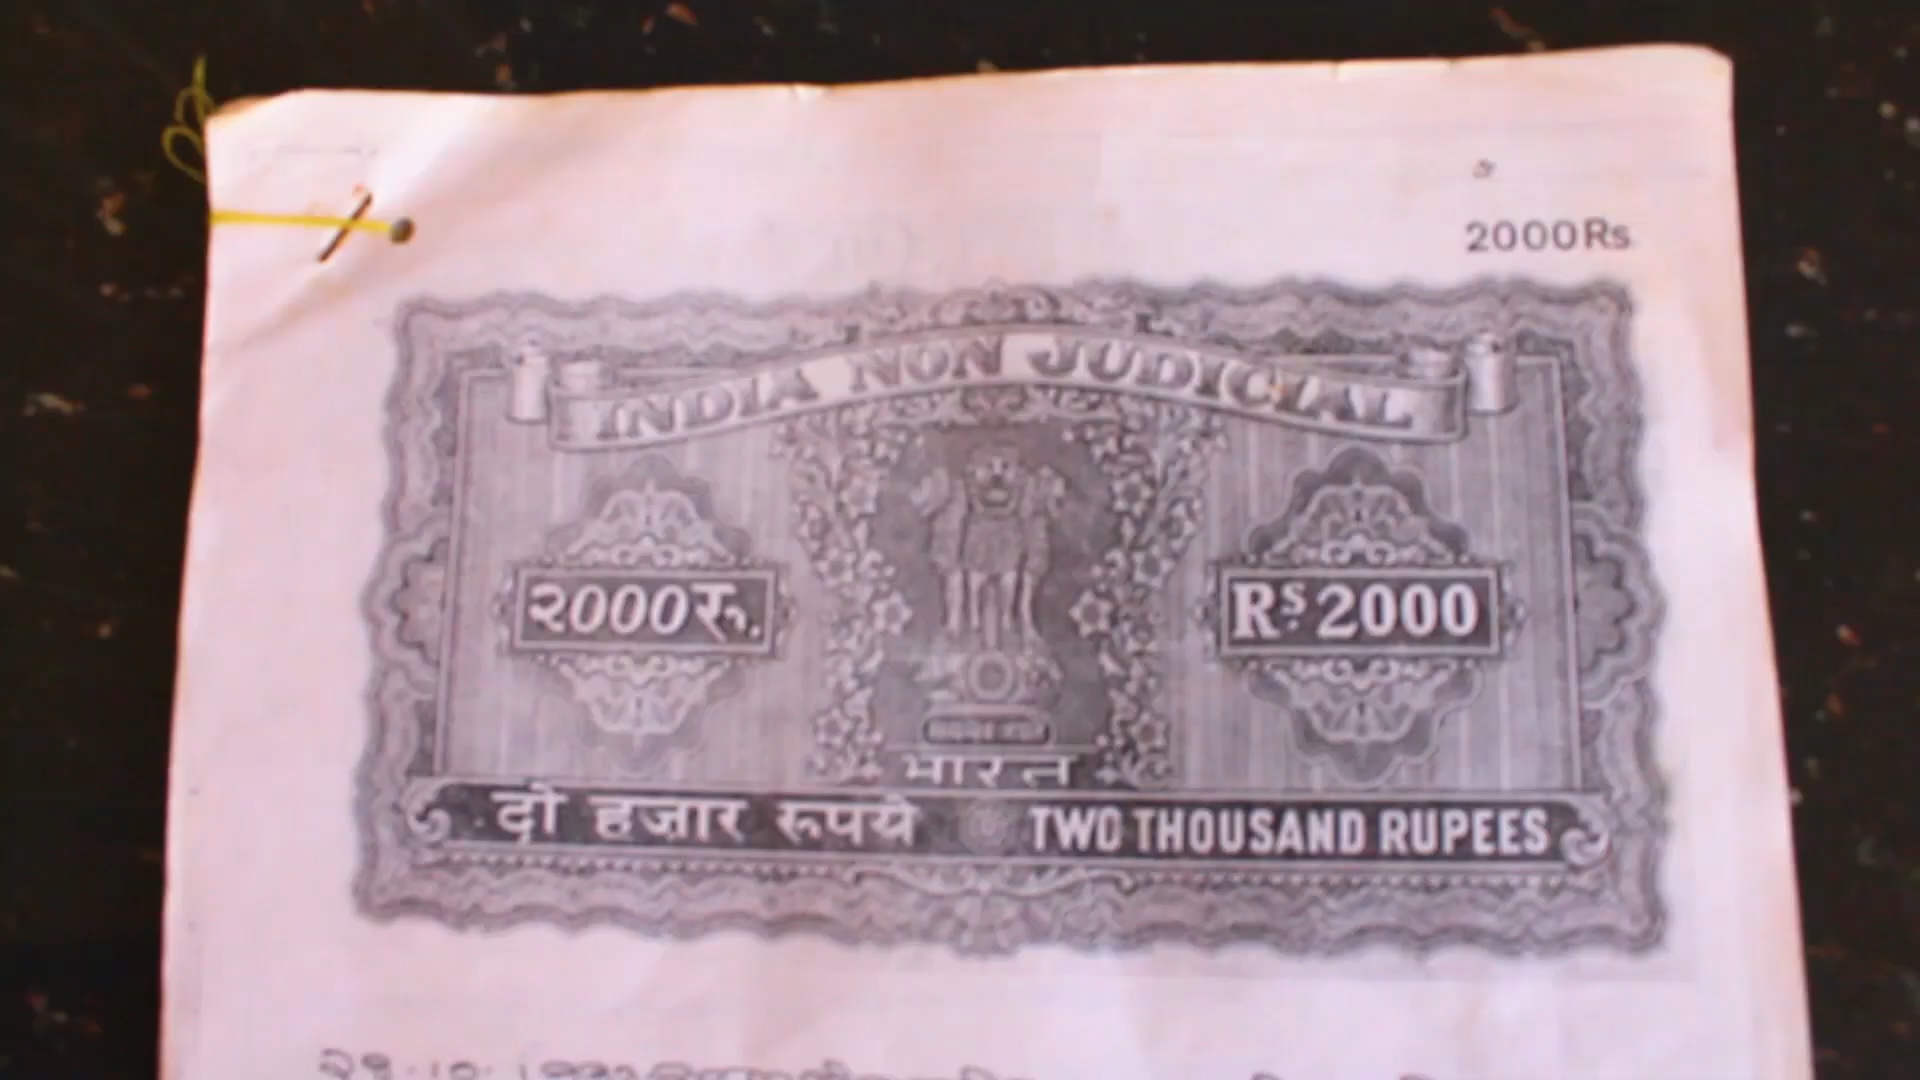 2000Rs.
INDIA NON JUDICIAL
२000रु.
Rs. 2000
भारत
दो हजार रूपये TWO THOUSAND RUPEES